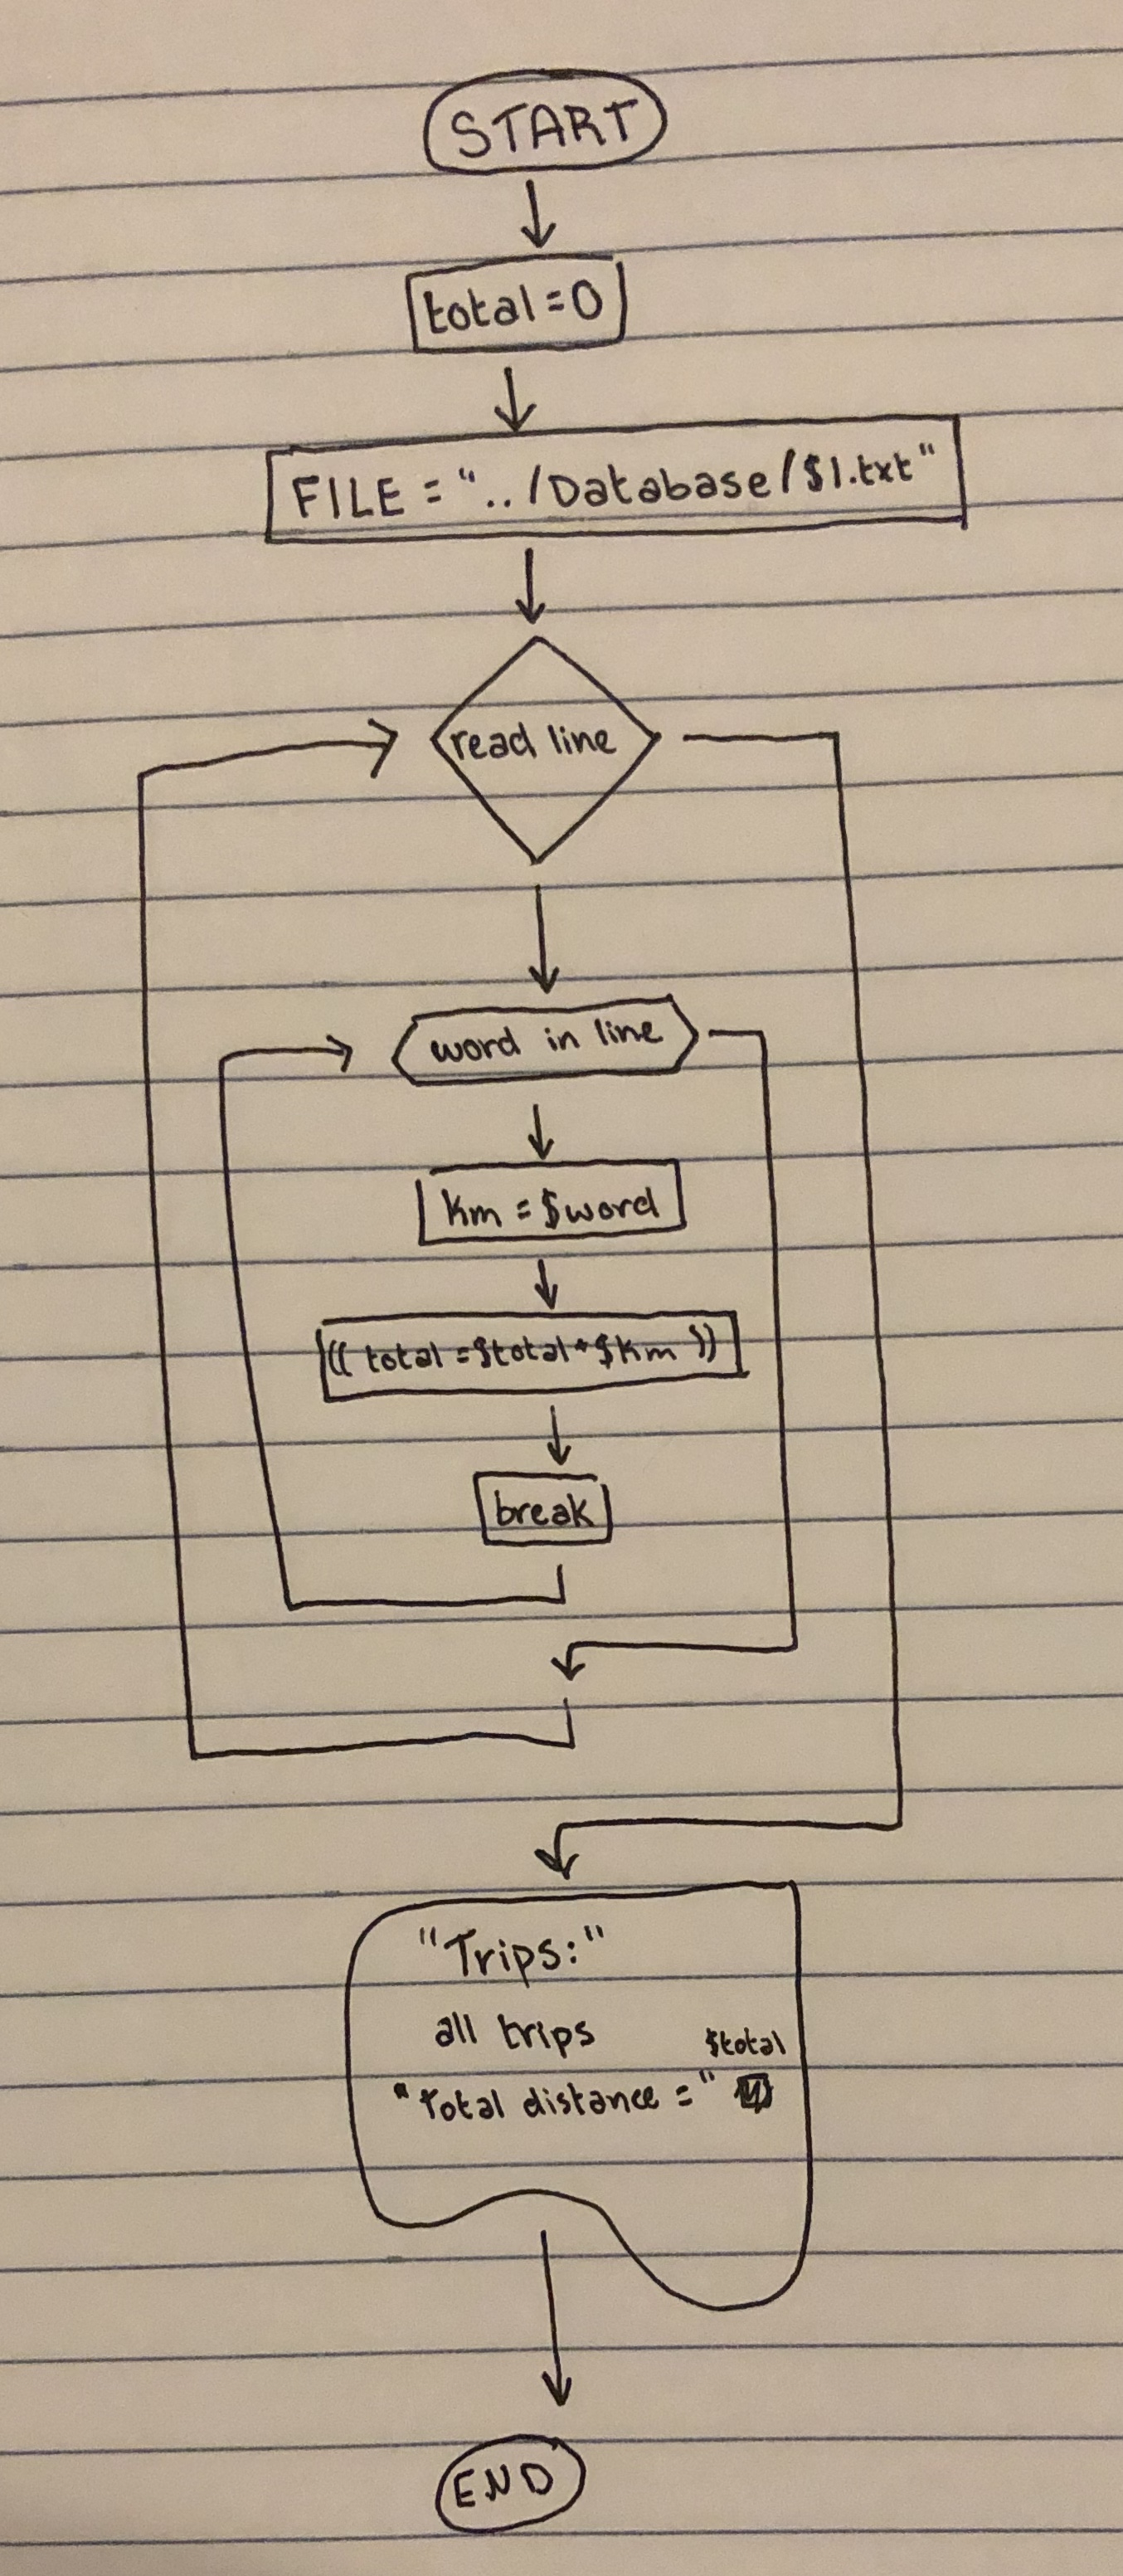 START
total=0
FILE = "../Database/$1.txt"
read line
word in line
km = $word
(( total =$total+$km ))
break
"Trips:"
all trips
$total
"Total distance ="
END